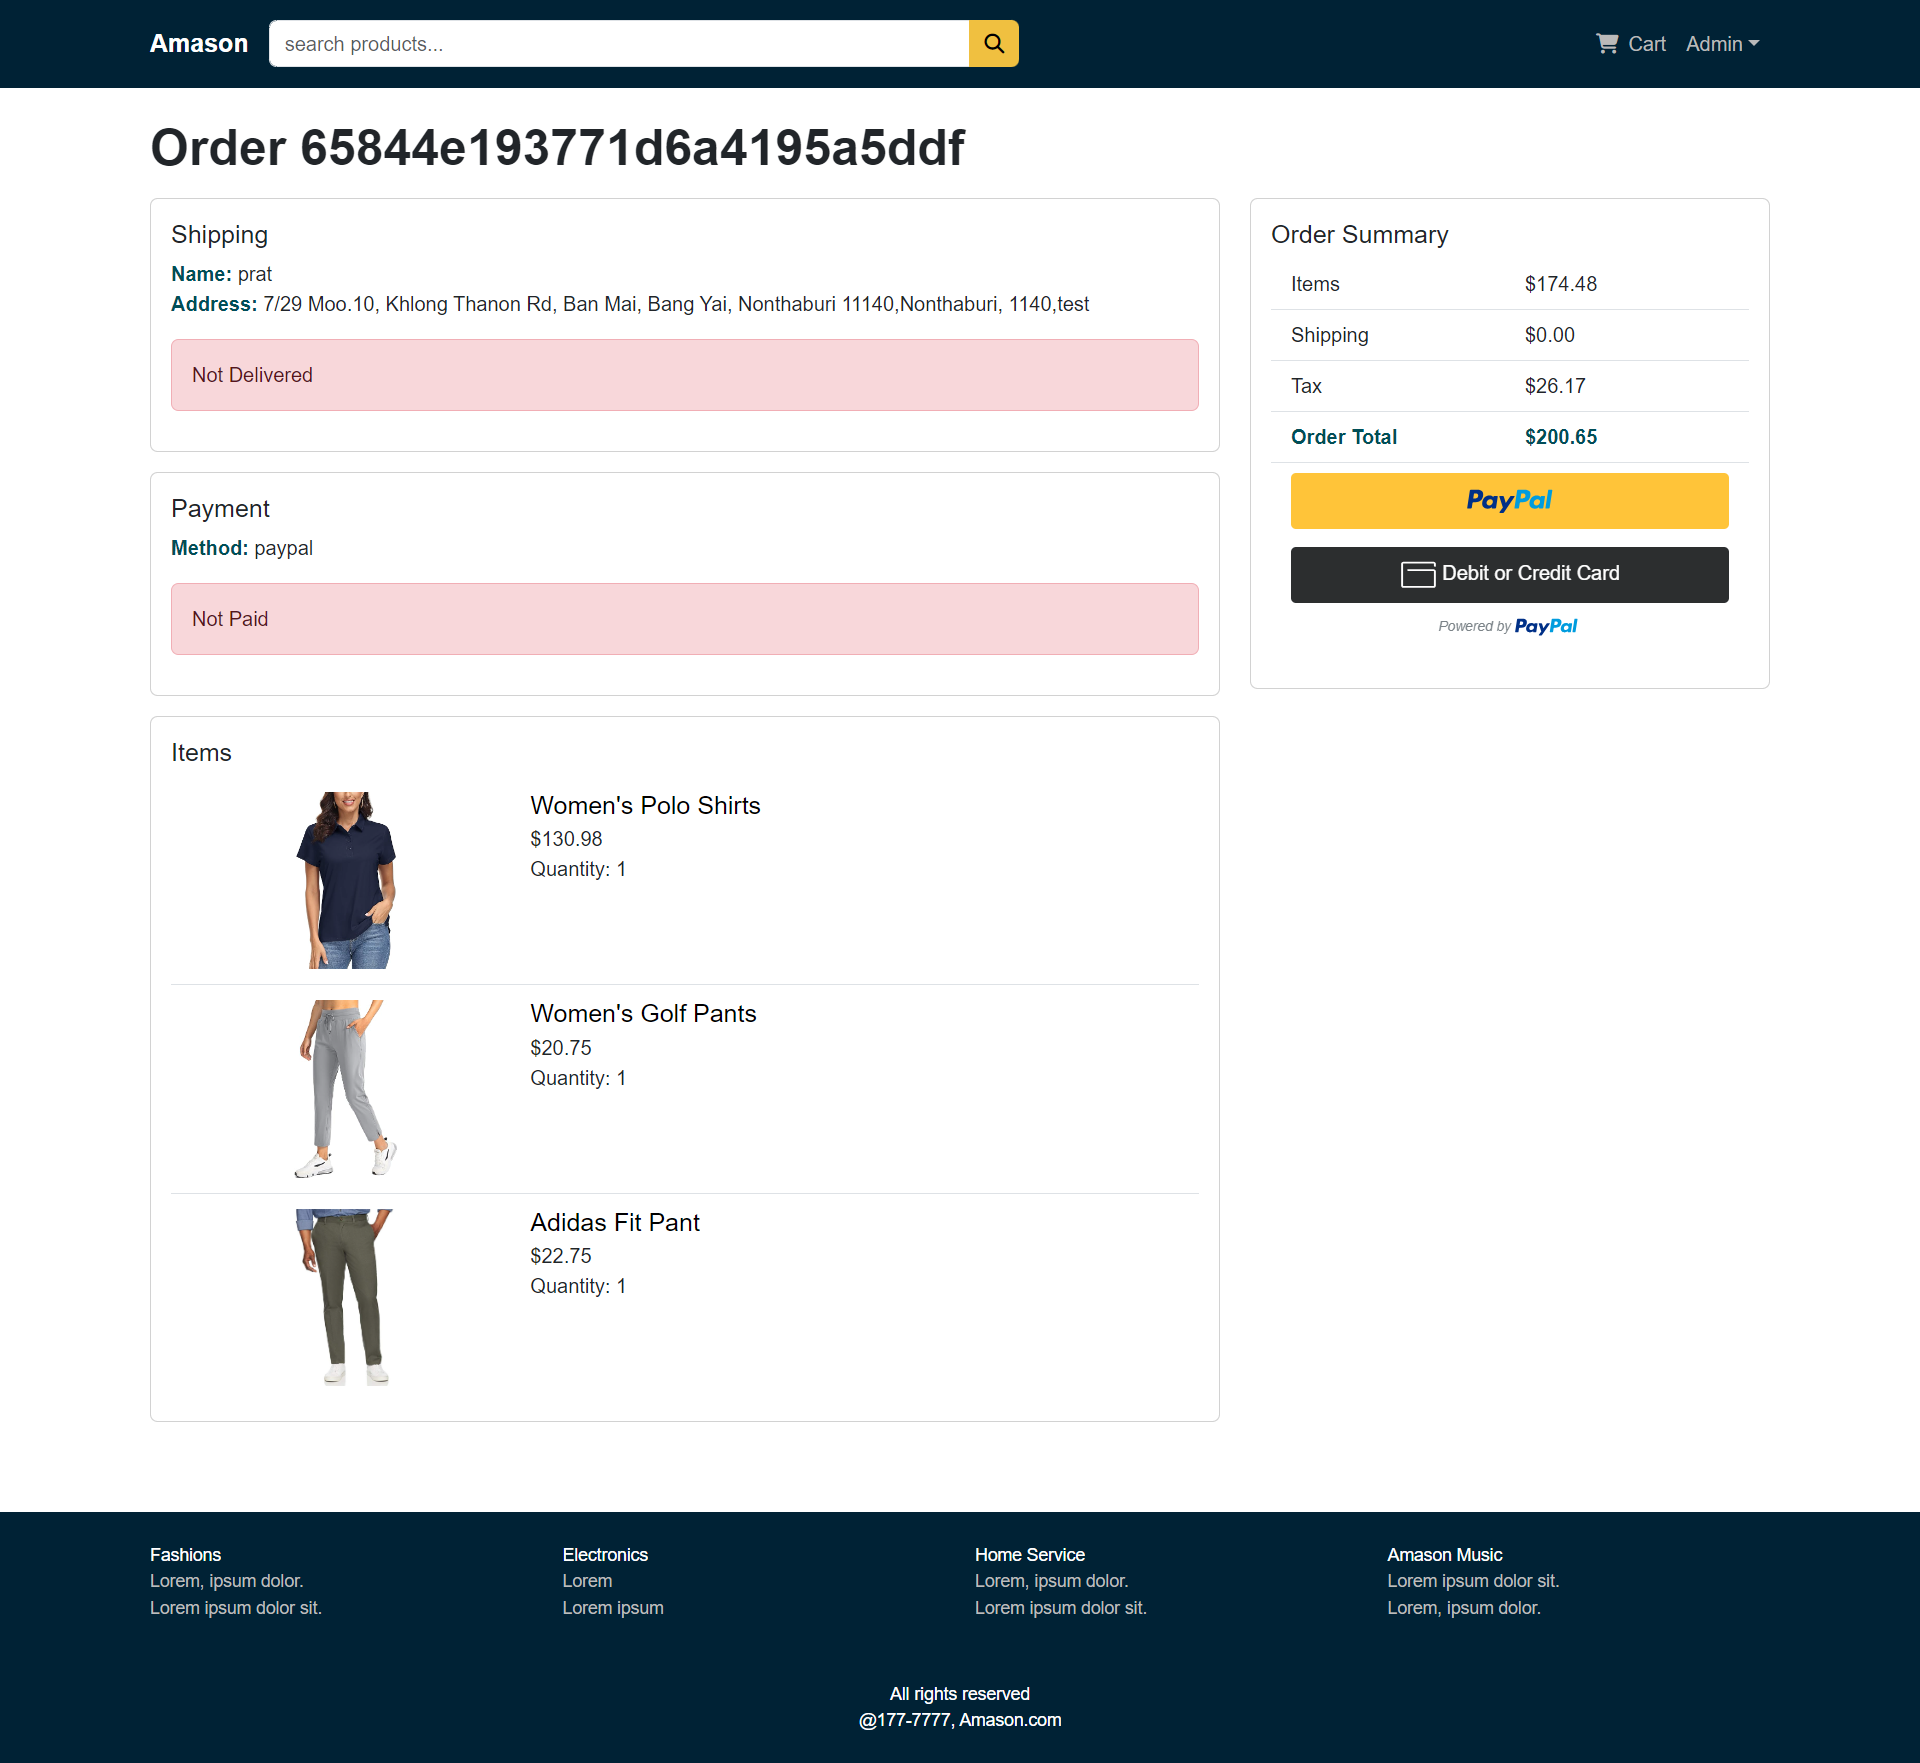 Amason
search products...
Cart
Admin
Order 65844e193771d6a4195a5ddf
Shipping
Name: prat
Address: 7/29 Moo.10, Khlong Thanon Rd, Ban Mai, Bang Yai, Nonthaburi 11140,Nonthaburi, 1140,test
Not Delivered
Payment
Method: paypal
Not Paid
Items
Women's Polo Shirts
$130.98
Quantity: 1
Women's Golf Pants
$20.75
Quantity: 1
Adidas Fit Pant
$22.75
Quantity: 1
Order Summary
Items $174.48
Shipping $0.00
Tax $26.17
Order Total $200.65
PayPal
Debit or Credit Card
Powered by PayPal
Fashions
Lorem, ipsum dolor.
Lorem ipsum dolor sit.
Electronics
Lorem
Lorem ipsum
Home Service
Lorem, ipsum dolor.
Lorem ipsum dolor sit.
Amason Music
Lorem ipsum dolor sit.
Lorem, ipsum dolor.
All rights reserved
@177-7777, Amason.com